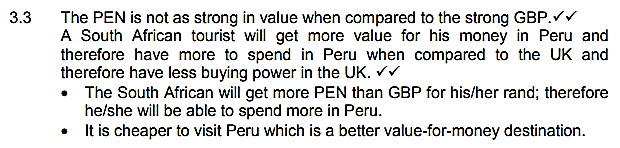 3.3 The PEN is not as strong in value when compared to the strong GBP.✓✓
A South African tourist will get more value for his money in Peru and
therefore have more to spend in Peru when compared to the UK and
therefore have less buying power in the UK. ✓✓
• The South African will get more PEN than GBP for his/her rand; therefore
he/she will be able to spend more in Peru.
• It is cheaper to visit Peru which is a better value-for-money destination.